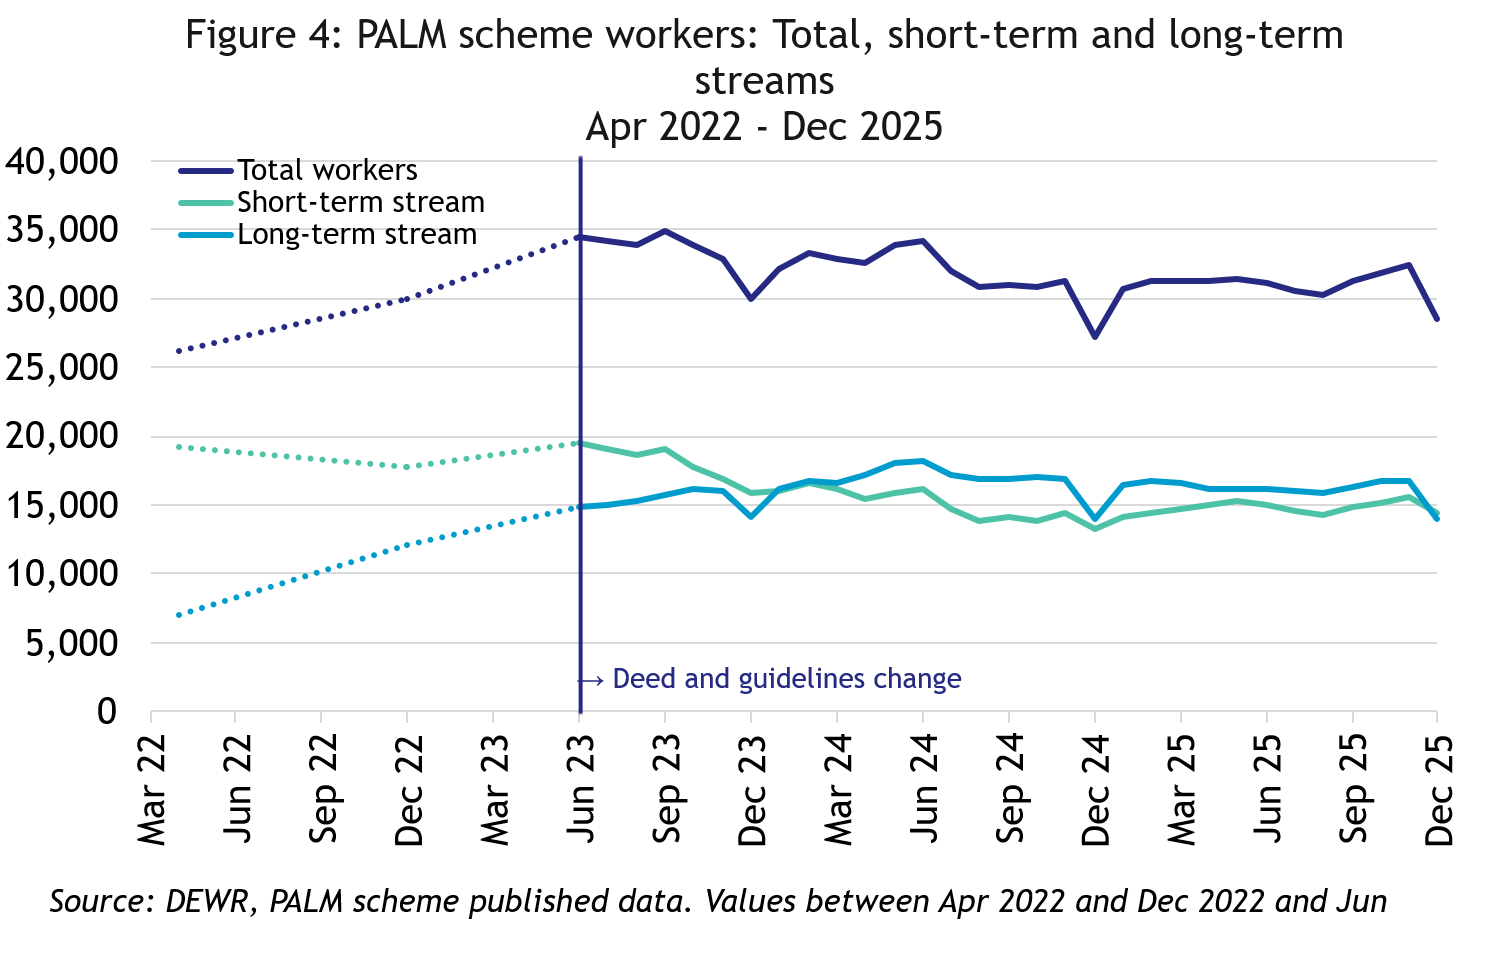 Figure 4: PALM scheme workers: Total, short-term and long-term
streams
Apr 2022 - Dec 2025
40,000
35,000
30,000
25,000
20,000
15,000
10,000
5,000
0
Total workers
Short-term stream
Long-term stream
→ Deed and guidelines change
Mar 22
Jun 22
Sep 22
Dec 22
Mar 23
Jun 23
Sep 23
Dec 23
Mar 24
Jun 24
Sep 24
Dec 24
Mar 25
Jun 25
Sep 25
Dec 25
Source: DEWR, PALM scheme published data. Values between Apr 2022 and Dec 2022 and Jun